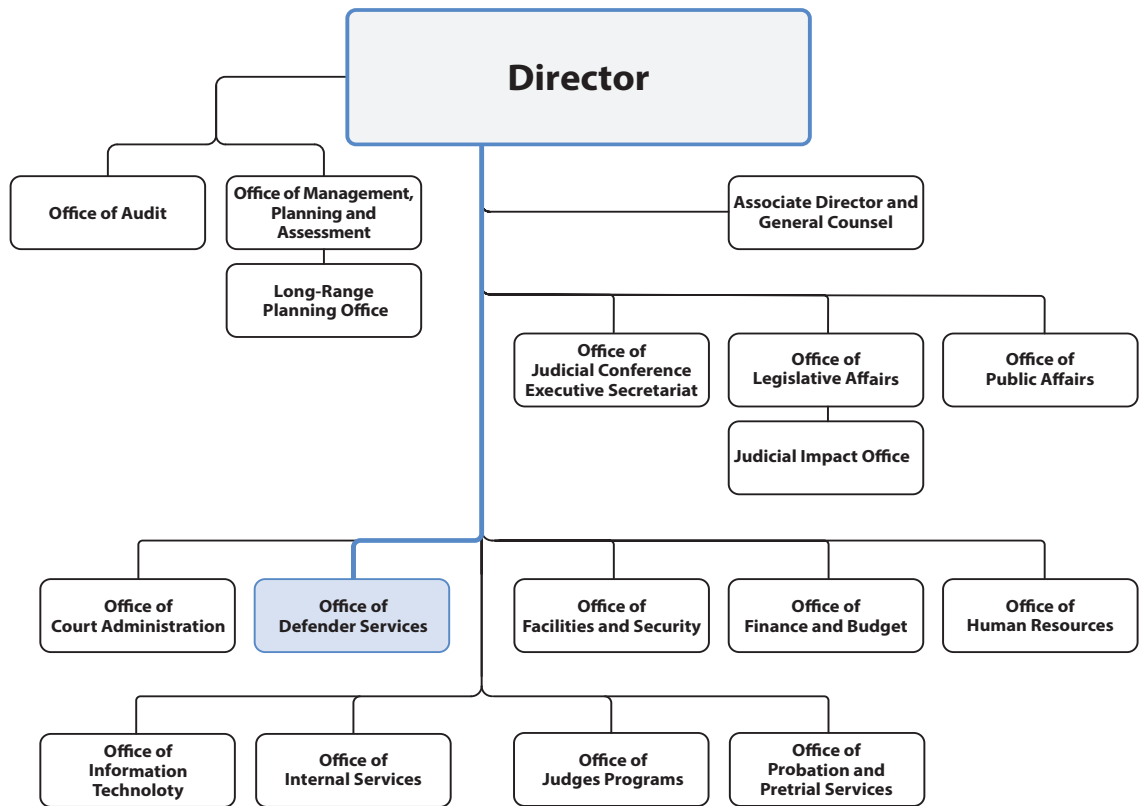 Director
Office of Audit
Office of Management,
Planning and
Assessment
Associate Director and
General Counsel
Long-Range
Planning Office
Office of
Judicial Conference
Executive Secretariat
Office of
Legislative Affairs
Office of
Public Affairs
Judicial Impact Office
Office of
Court Administration
Office of
Defender Services
Office of
Facilities and Security
Office of
Finance and Budget
Office of
Human Resources
Office of
Information
Technoloty
Office of
Internal Services
Office of
Judges Programs
Office of
Probation and
Pretrial Services